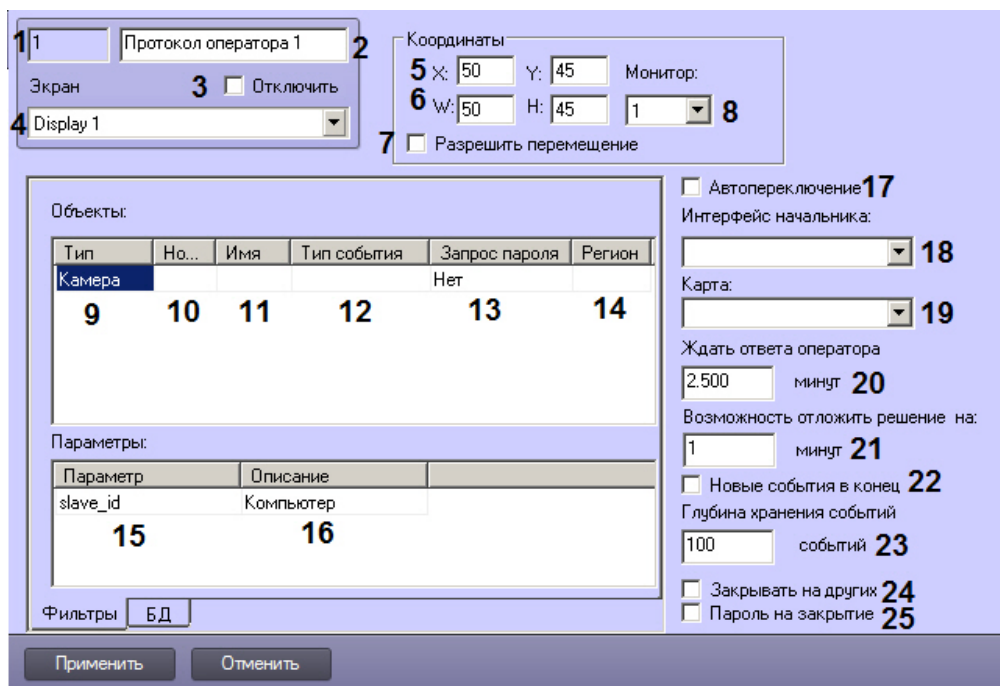 1 1 Протокол оператора 1 2
Экран 3 Отключить
4 Display 1
Координаты
5 X: 50 Y: 45 Монитор:
6 W: 50 H: 45 1 8
7 Разрешить перемещение
Объекты:
Тип Но... Имя Тип события Запрос пароля Регион
Камера Нет
9 10 11 12 13 14
Параметры:
Параметр Описание
slave_id Компьютер
15 16
Фильтры БД
Автопереключение 17
Интерфейс начальника:
18
Карта:
19
Ждать ответа оператора
2.500 минут 20
Возможность отложить решение на:
1 минут 21
Новые события в конец 22
Глубина хранения событий
100 событий 23
Закрывать на других 24
Пароль на закрытие 25
Применить Отменить